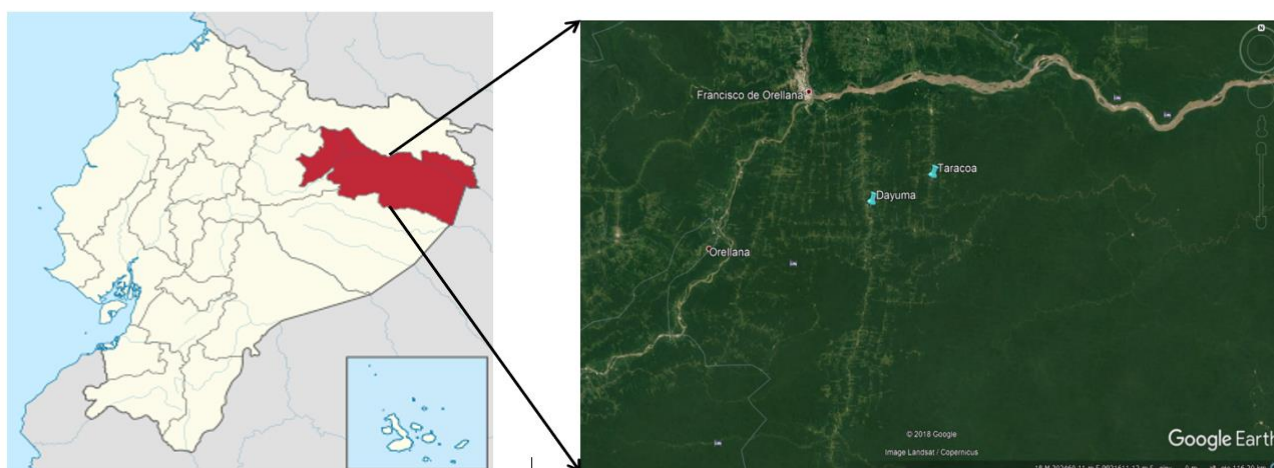 N
Francisco de Orellana
Taracoa
Dayuma
Orellana
© 2018 Google
Image Landsat / Copernicus
Google Earth